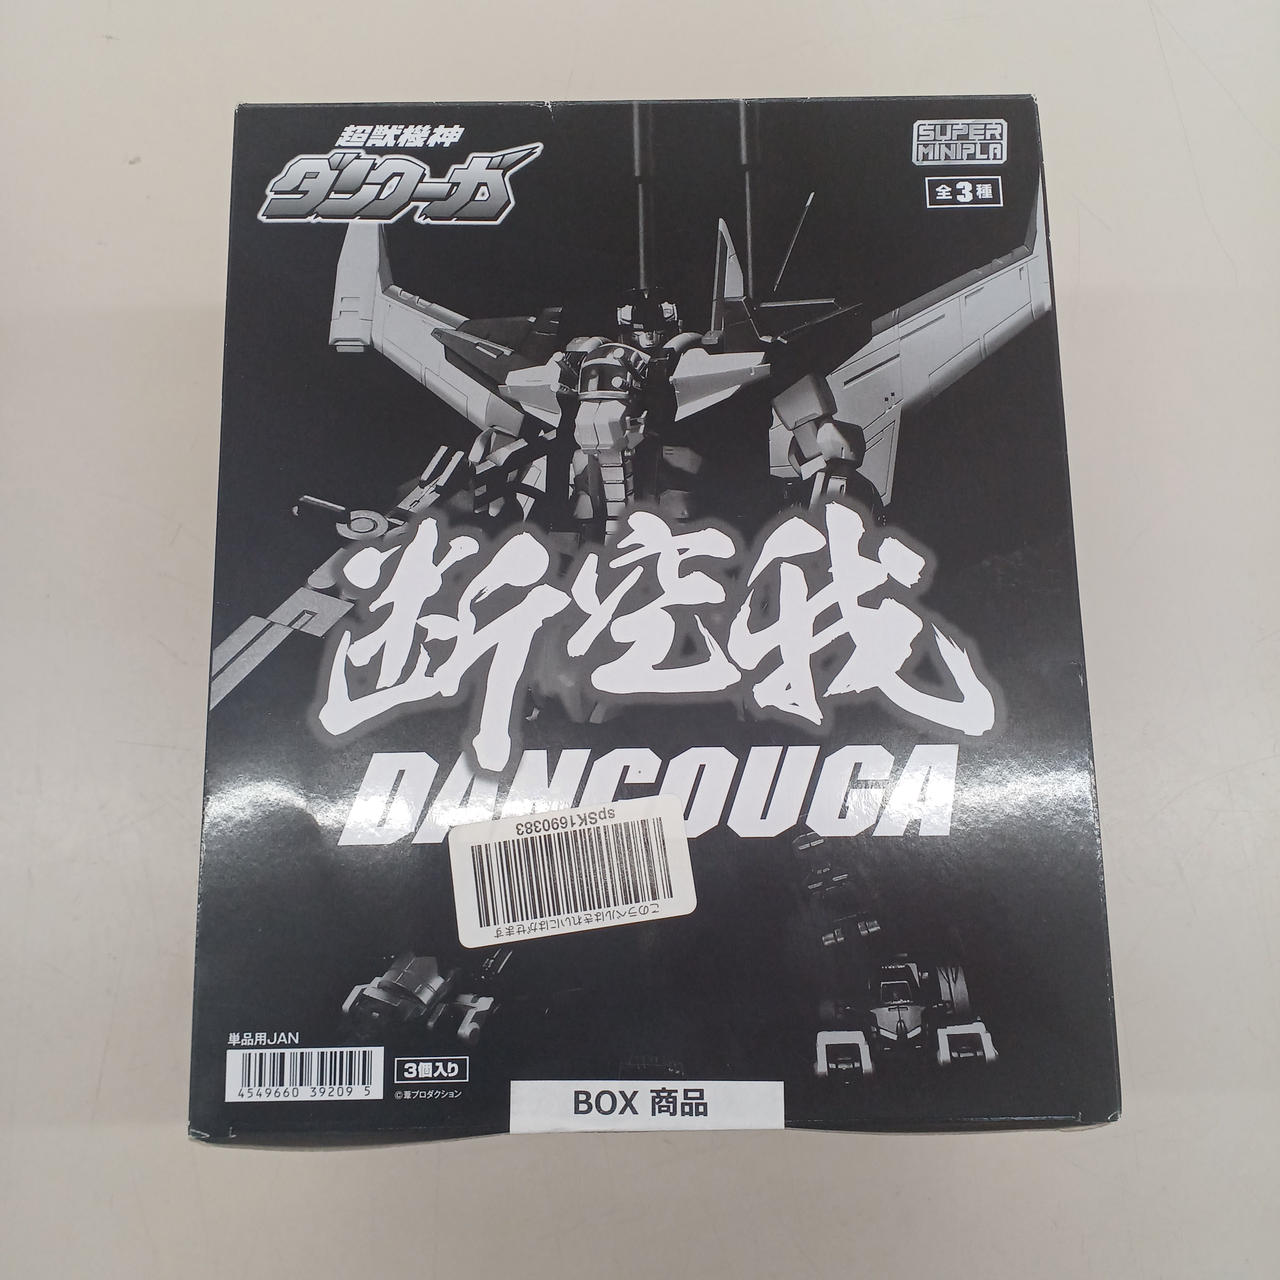 超獣機神
ダンクーガ
SUPER
MINIPLA
全3種
断空我
DANCOUGA
spSK1690383
このラベルはきれいにはがせます
単品用JAN
4549660 39209 5
3個入り
©葦プロダクション
BOX 商品